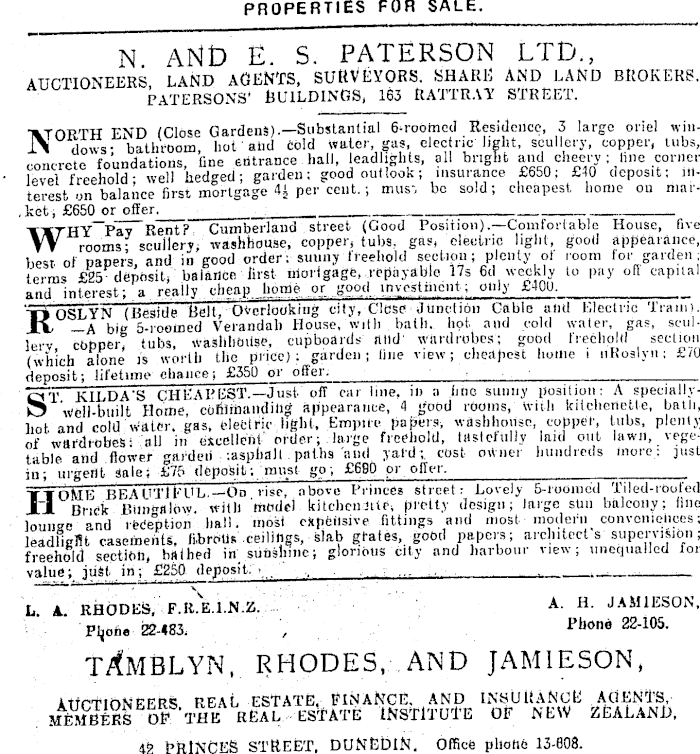 PROPERTIES FOR SALE.
N. AND E. S. PATERSON LTD.,
AUCTIONEERS, LAND AGENTS, SURVEYORS, SHARE AND LAND BROKERS.
PATERSONS' BUILDINGS, 163 RATTRAY STREET.
NORTH END (Close Gardens).—Substantial 6-roomed Residence, 3 large oriel win-
dows; bathroom, hot and cold water, gas, electric light, scullery, copper, tubs,
concrete foundations, fine entrance hall, leadlights, all bright and cheery; fine corner
level freehold; well hedged; garden; good outlook; insurance £650; £40 deposit; in-
terest on balance first mortgage 4½ per cent.; must be sold; cheapest home on mar-
ket; £650 or offer.
WHY Pay Rent? Cumberland street (Good Position).—Comfortable House, five
rooms; scullery, washhouse, copper, tubs, gas, electric light, good appearance,
best of papers, and in good order; sunny freehold section; plenty of room for garden;
terms £25 deposit, balance first mortgage, repayable 17s 6d weekly to pay off capital
and interest; a really cheap home or good investment; only £400.
ROSLYN (Beside Belt, Overlooking city, Close Junction Cable and Electric Tram).
—A big 5-roomed Verandah House, with bath, hot and cold water, gas, scul-
lery, copper, tubs, washhouse, cupboards and wardrobes; good freehold section
(which alone is worth the price); garden; fine view; cheapest home i nRoslyn; £70
deposit; lifetime chance; £350 or offer.
ST. KILDA'S CHEAPEST.—Just off car line, in a fine sunny position: A specially-
well-built Home, commanding appearance, 4 good rooms, with kitchenette, bath,
hot and cold water, gas, electric light, Empire papers, washhouse, copper, tubs, plenty
of wardrobes: all in excellent order; large freehold, tastefully laid out lawn, vege-
table and flower garden :asphalt paths and yard; cost owner hundreds more; just
in; urgent sale; £75 deposit; must go; £690 or offer.
HOME BEAUTIFUL.—On rise, above Princes street: Lovely 5-roomed Tiled-roofed
Brick Bungalow, with model kitchenette, pretty design; large sun balcony; fine
lounge and reception hall, most expensive fittings and most modern conveniences;
leadlight casements, fibrous ceilings, slab grates, good papers; architect's supervision;
freehold section, bathed in sunshine; glorious city and harbour view; unequalled for
value; just in; £250 deposit.
L. A. RHODES, F.R.E.I.N.Z. A. H. JAMIESON,
Phone 22-483. Phone 22-105.
TAMBLYN, RHODES, AND JAMIESON,
AUCTIONEERS, REAL ESTATE, FINANCE, AND INSURANCE AGENTS,
MEMBERS OF THE REAL ESTATE INSTITUTE OF NEW ZEALAND,
42 PRINCES STREET, DUNEDIN. Office phone 13-608.